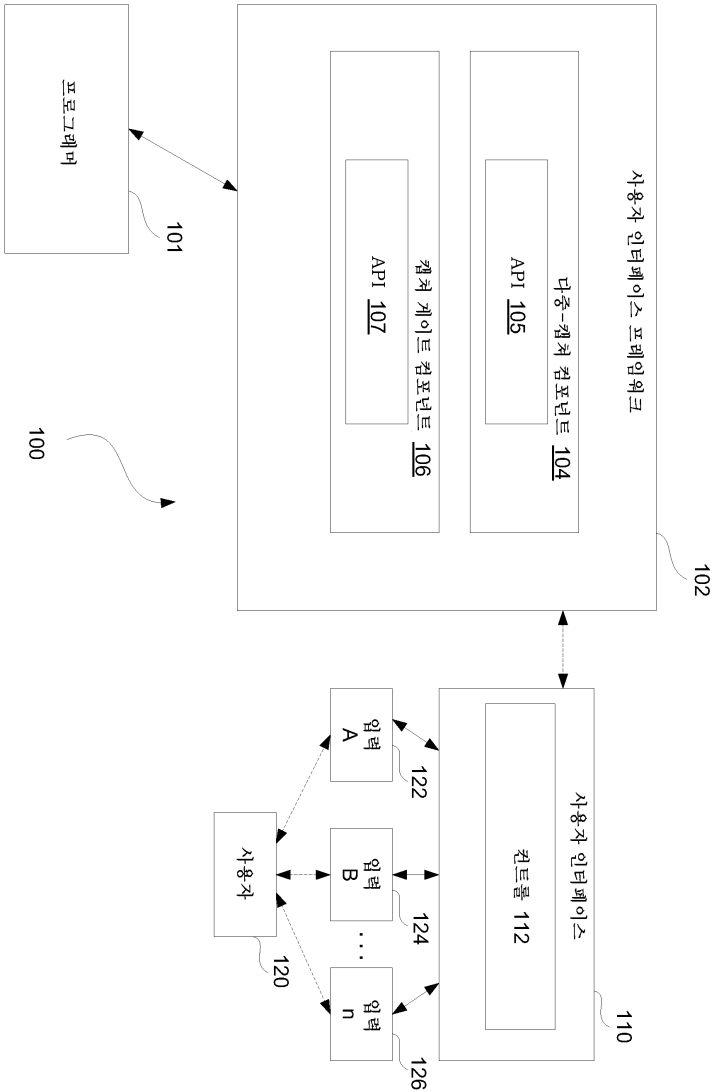 사용자 인터페이스 프레임워크
102
다중-캡쳐 컴포넌트 104
API 105
캡쳐 게이트 컴포넌트 106
API 107
프로그래머
101
100
사용자 인터페이스
110
컨트롤 112
입력
A
122
입력
B
124
. . .
입력
n
126
사용자
120